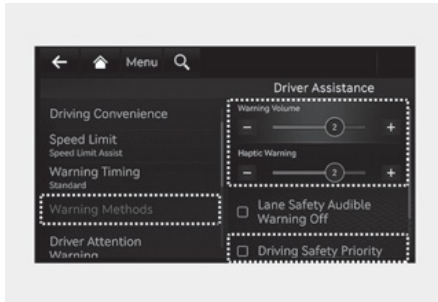 Menu
Driver Assistance
Driving Convenience
Speed Limit
Speed Limit Assist
Warning Timing
Standard
Warning Methods
Driver Attention
Warning
Warning Volume
− 2 +
Haptic Warning
− 2 +
Lane Safety Audible
Warning Off
Driving Safety Priority